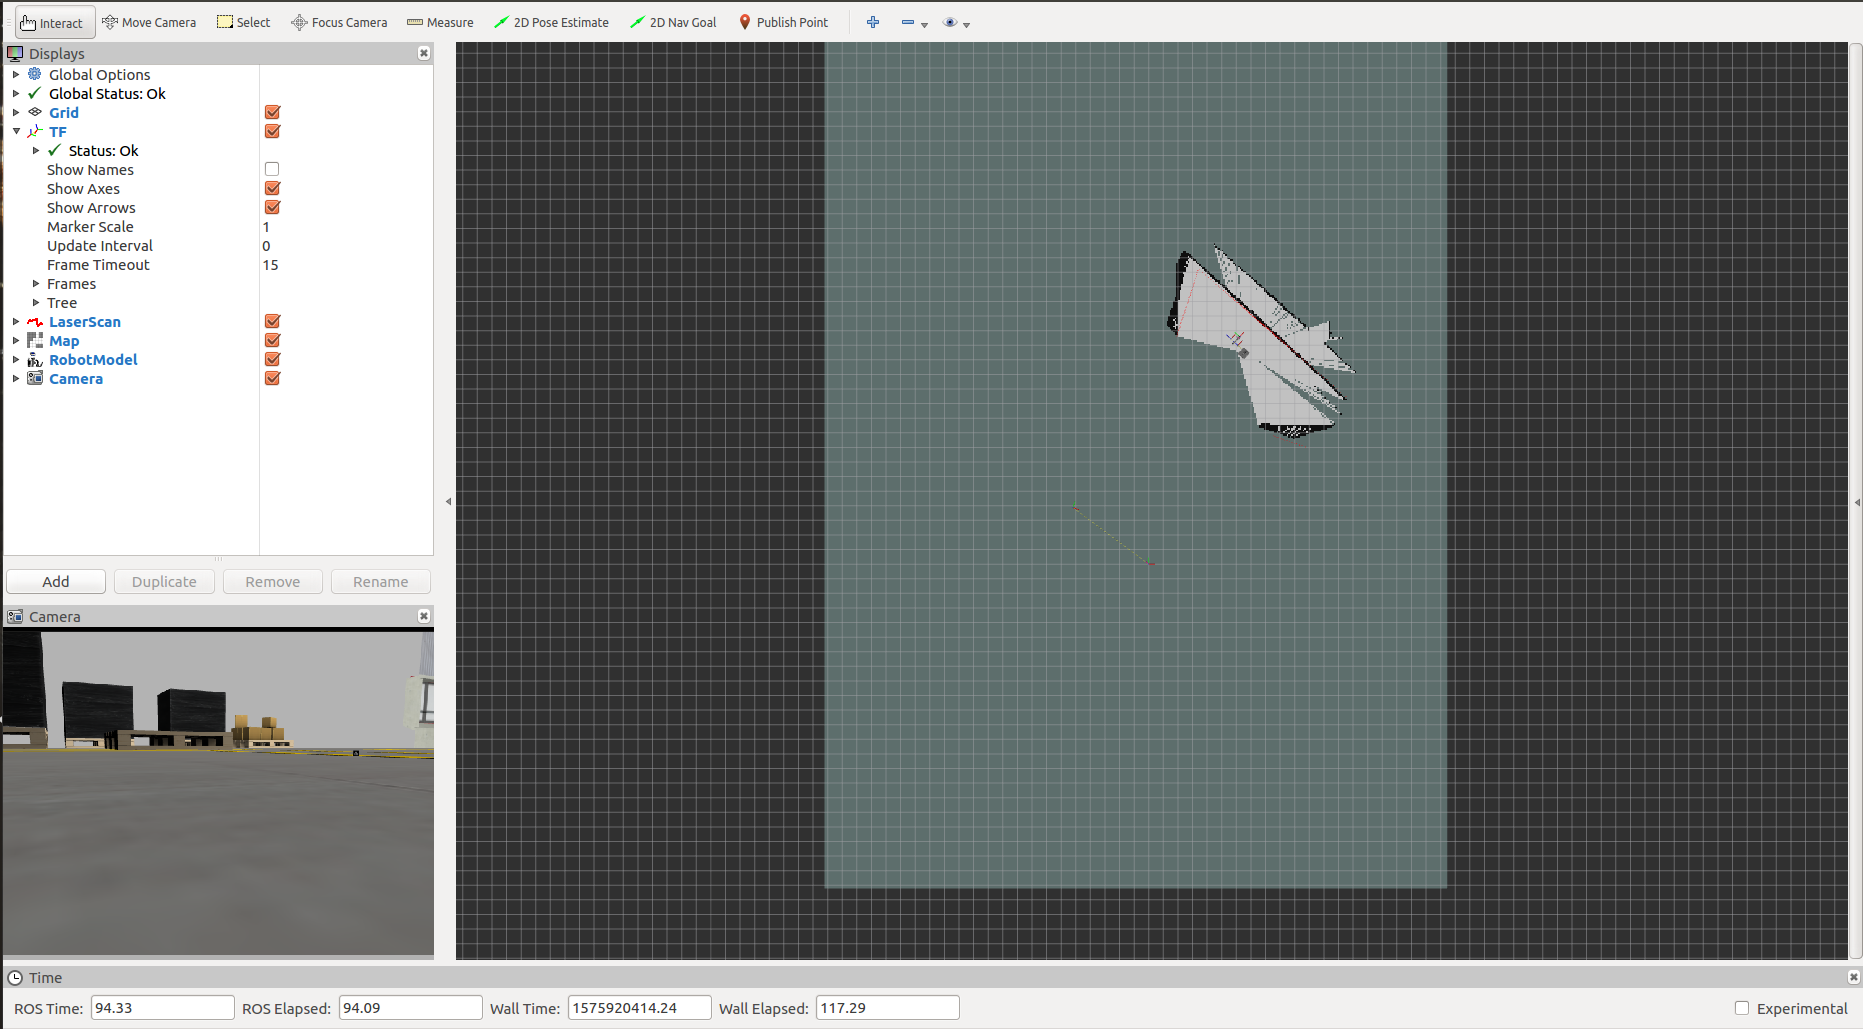 Interact Move Camera Select Focus Camera Measure 2D Pose Estimate 2D Nav Goal Publish Point
Displays
Global Options
Global Status: Ok
Grid
TF
Status: Ok
Show Names
Show Axes
Show Arrows
Marker Scale 1
Update Interval 0
Frame Timeout 15
Frames
Tree
LaserScan
Map
RobotModel
Camera
Add Duplicate Remove Rename
Camera
Time
ROS Time: 94.33 ROS Elapsed: 94.09 Wall Time: 1575920414.24 Wall Elapsed: 117.29 Experimental